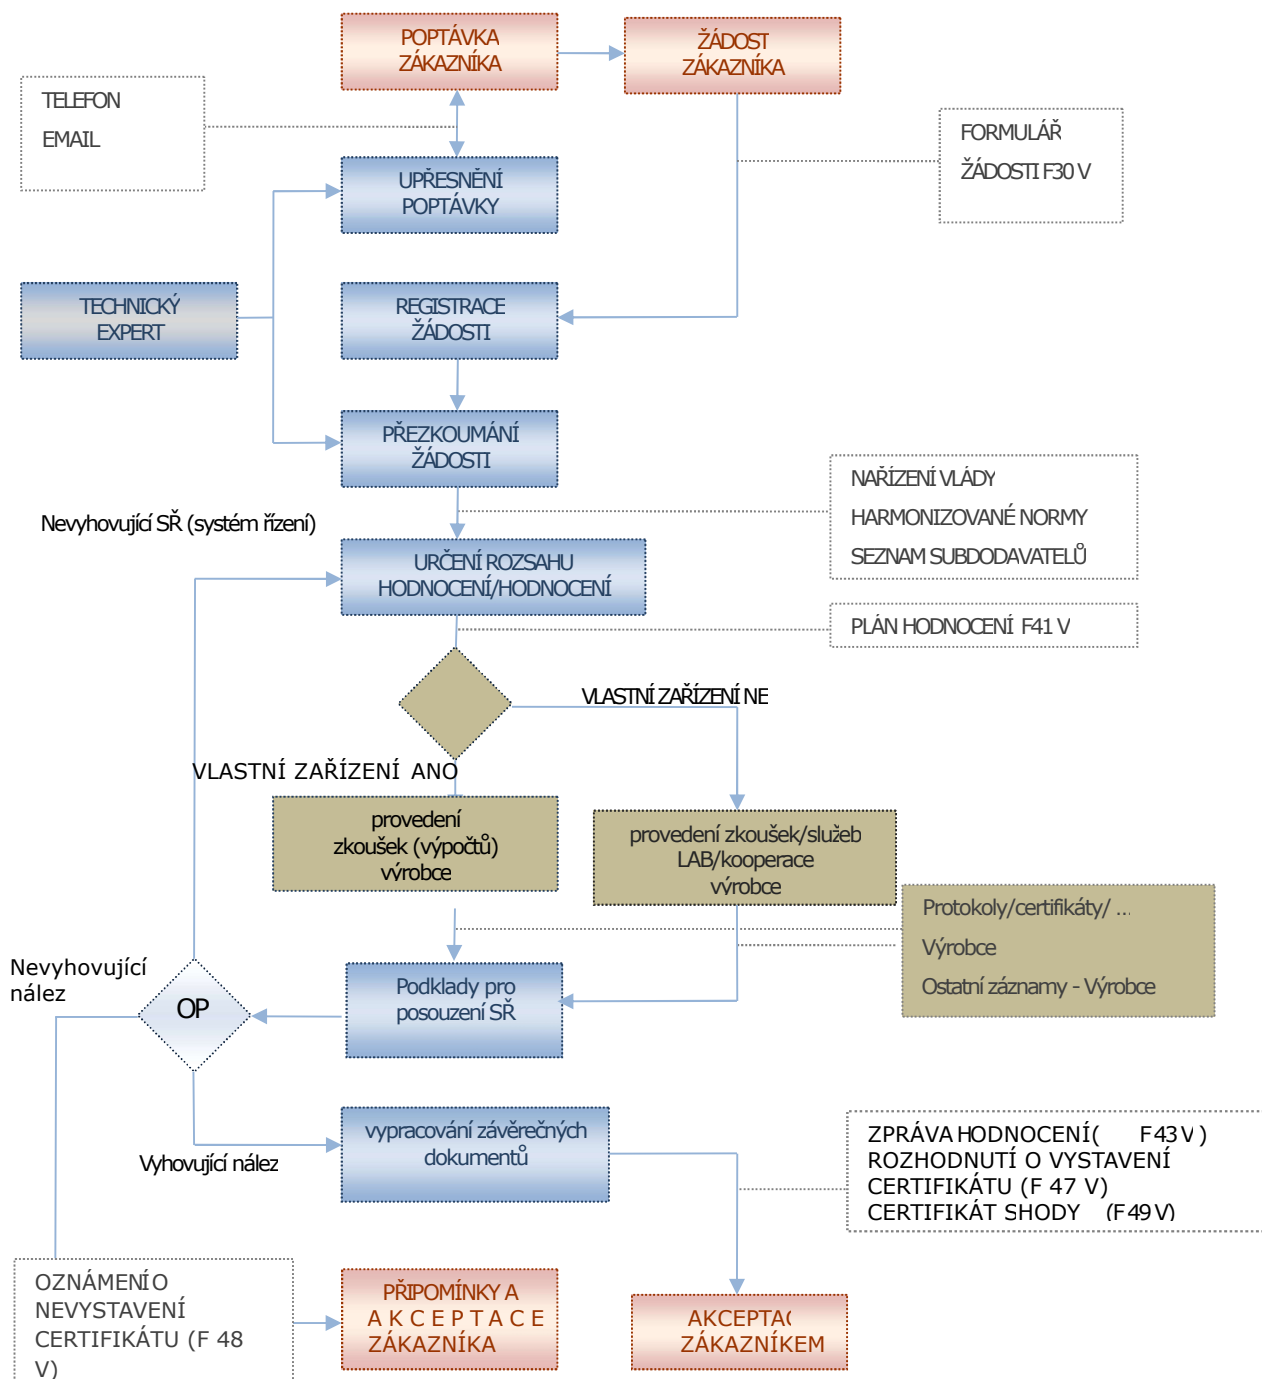 POPTÁVKA
ZÁKAZNÍKA
ŽÁDOST
ZÁKAZNÍKA
TELEFON
EMAIL
FORMULÁŘ
ŽÁDOSTI F30 V
UPŘESNĚNÍ
POPTÁVKY
TECHNICKÝ
EXPERT
REGISTRACE
ŽÁDOSTI
PŘEZKOUMÁNÍ
ŽÁDOSTI
NAŘÍZENÍ VLÁDY
HARMONIZOVANÉ NORMY
SEZNAM SUBDODAVATELŮ
Nevyhovující SŘ (systém řízení)
URČENÍ ROZSAHU
HODNOCENÍ/HODNOCENÍ
PLÁN HODNOCENÍ F41 V
VLASTNÍ ZAŘÍZENÍ NE
VLASTNÍ ZAŘÍZENÍ ANO
provedení
zkoušek (výpočtů)
výrobce
provedení zkoušek/služeb
LAB/kooperace
výrobce
Protokoly/certifikáty/ ...
Výrobce
Ostatní záznamy - Výrobce
Nevyhovující
nález
OP
Podklady pro
posouzení SŘ
vypracování závěrečných
dokumentů
Vyhovující nález
ZPRÁVA HODNOCENÍ( F43 V)
ROZHODNUTÍ O VYSTAVENÍ
CERTIFIKÁTU (F 47 V)
CERTIFIKÁT SHODY (F49 V)
OZNÁMENÍ O
NEVYSTAVENÍ
CERTIFIKÁTU (F 48
V)
PŘIPOMÍNKY A
AKCEPTACE
ZÁKAZNÍKA
AKCEPTAC
ZÁKAZNÍKEM